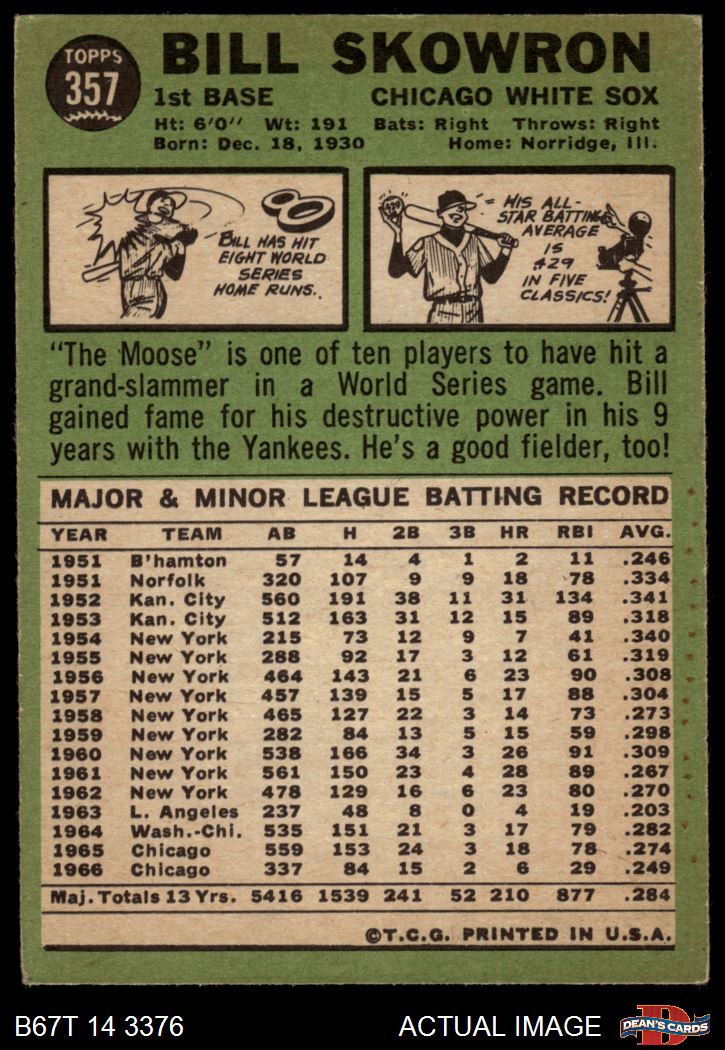 TOPPS
357
BILL SKOWRON
1st BASE CHICAGO WHITE SOX
Ht: 6'0" Wt: 191 Bats: Right Throws: Right
Born: Dec. 18, 1930 Home: Norridge, Ill.
BILL HAS HIT
EIGHT WORLD
SERIES
HOME RUNS.
HIS ALL-
STAR BATTING
AVERAGE
IS
.429
IN FIVE
CLASSICS!
"The Moose" is one of ten players to have hit a
grand-slammer in a World Series game. Bill
gained fame for his destructive power in his 9
years with the Yankees. He's a good fielder, too!
MAJOR & MINOR LEAGUE BATTING RECORD
YEAR TEAM AB H 2B 3B HR RBI AVG.
1951 B'hamton 57 14 4 1 2 11 .246
1951 Norfolk 320 107 9 9 18 78 .334
1952 Kan. City 560 191 38 11 31 134 .341
1953 Kan. City 512 163 31 12 15 89 .318
1954 New York 215 73 12 9 7 41 .340
1955 New York 288 92 17 3 12 61 .319
1956 New York 464 143 21 6 23 90 .308
1957 New York 457 139 15 5 17 88 .304
1958 New York 465 127 22 3 14 73 .273
1959 New York 282 84 13 5 15 59 .298
1960 New York 538 166 34 3 26 91 .309
1961 New York 561 150 23 4 28 89 .267
1962 New York 478 129 16 6 23 80 .270
1963 L. Angeles 237 48 8 0 4 19 .203
1964 Wash.-Chi. 535 151 21 3 17 79 .282
1965 Chicago 559 153 24 3 18 78 .274
1966 Chicago 337 84 15 2 6 29 .249
Maj. Totals 13 Yrs. 5416 1539 241 52 210 877 .284
©T.C.G. PRINTED IN U.S.A.
B67T 14 3376 ACTUAL IMAGE
D
DEAN'S CARDS